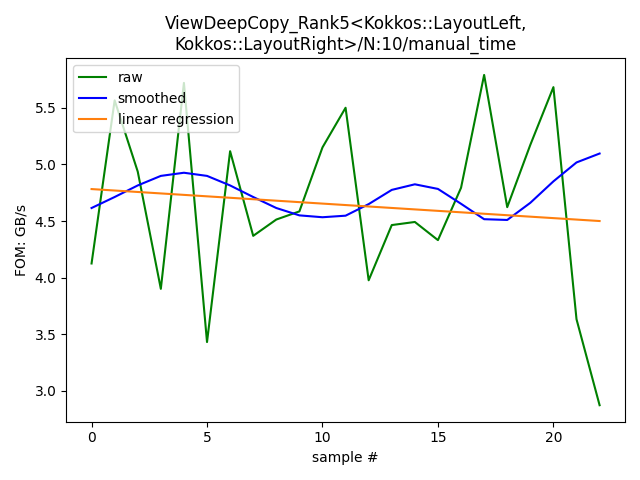 ViewDeepCopy_Rank5<Kokkos::LayoutLeft,
Kokkos::LayoutRight>/N:10/manual_time
raw
smoothed
linear regression
FOM: GB/s
5.5
5.0
4.5
4.0
3.5
3.0
0 5 10 15 20
sample #